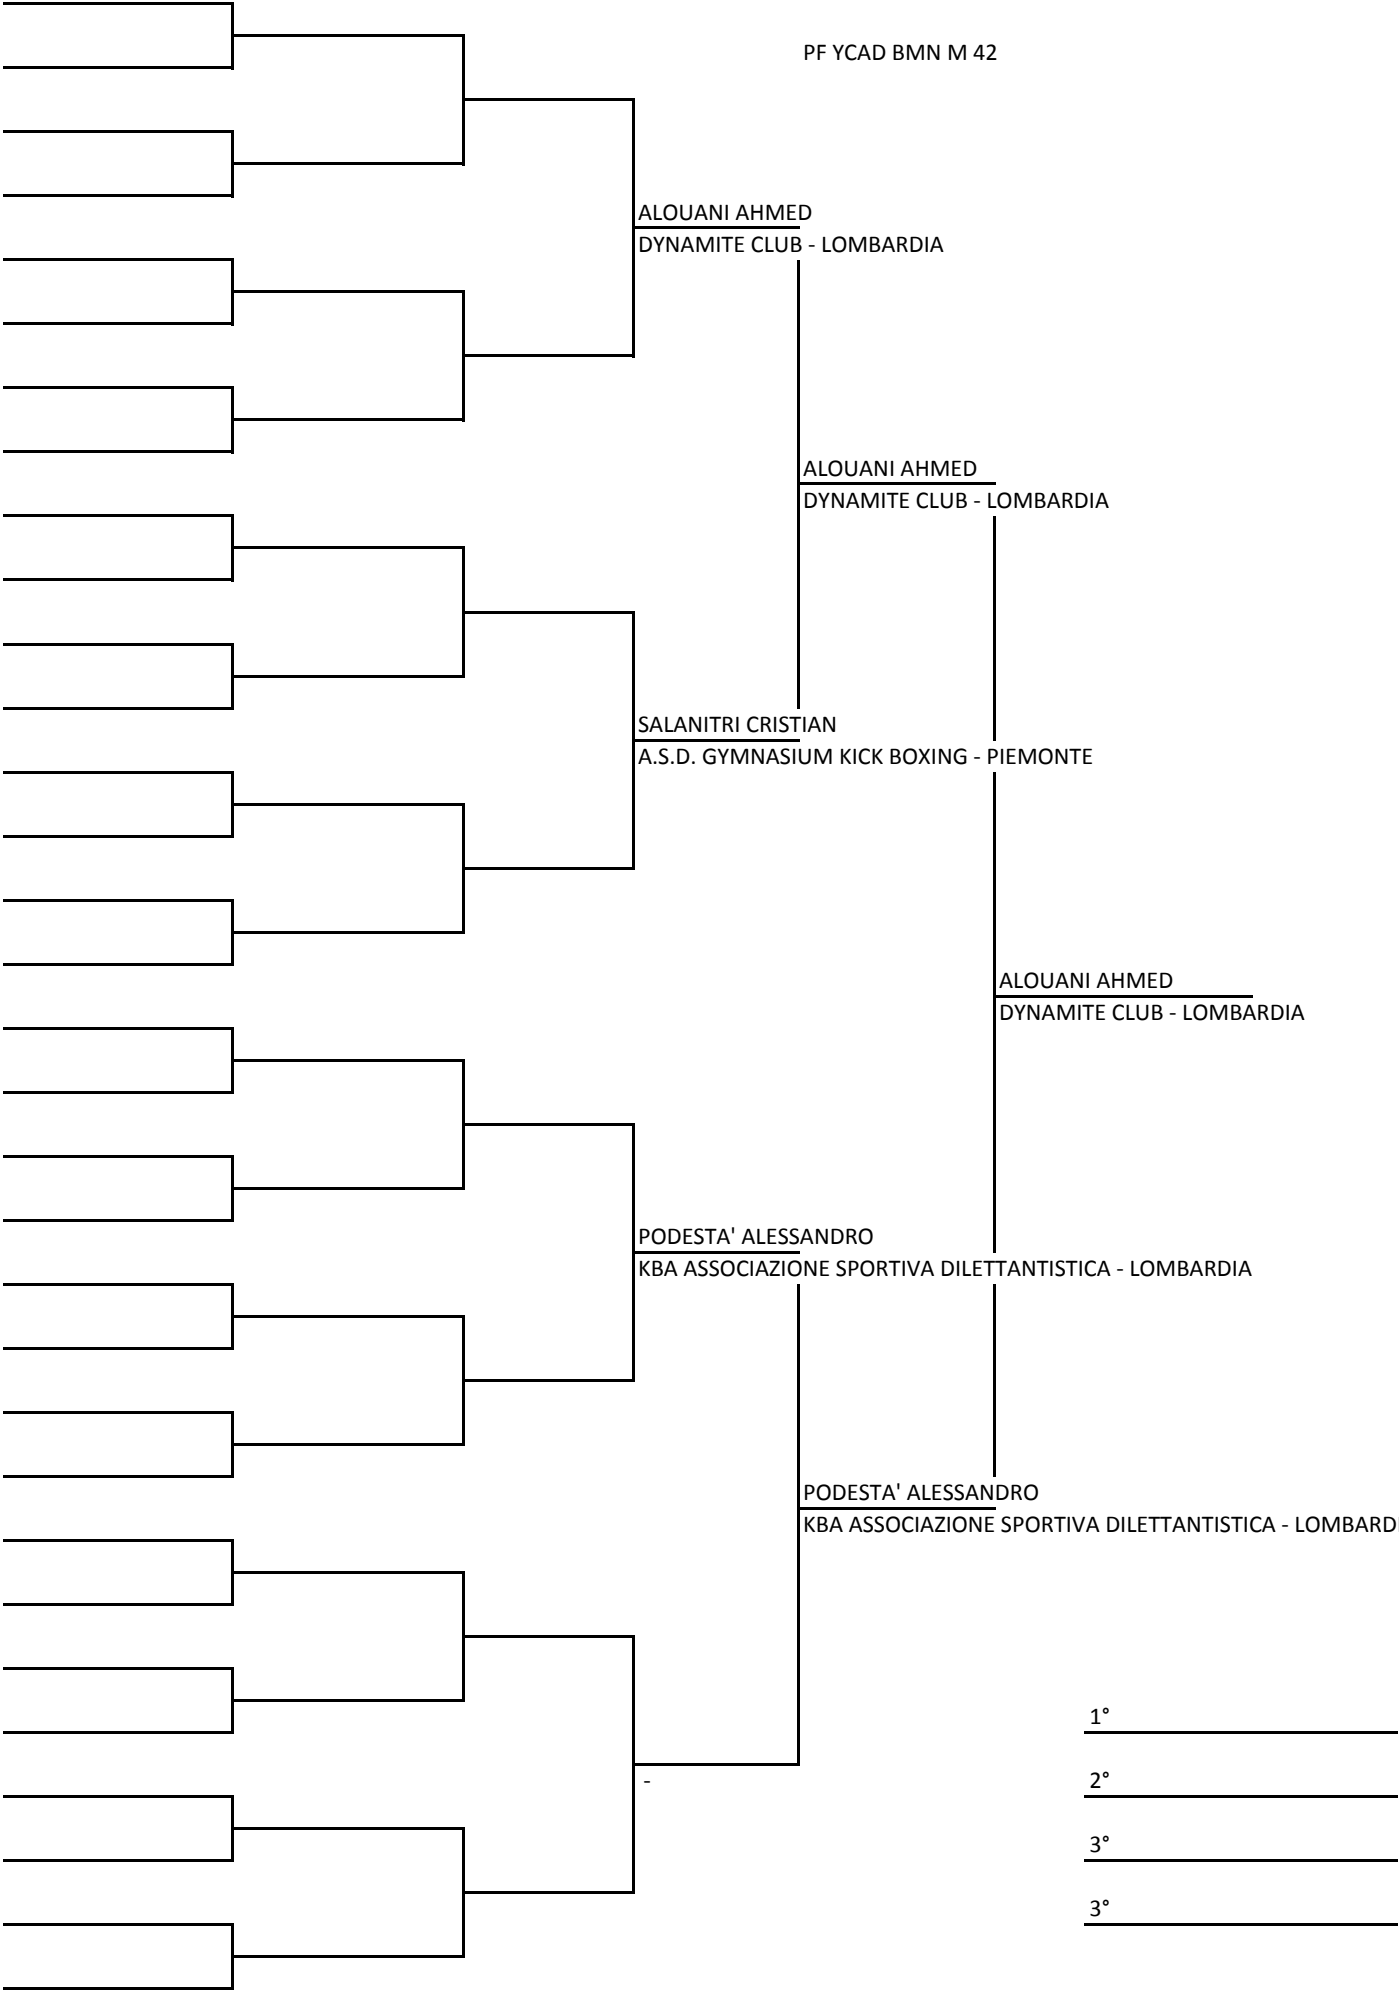 PF YCAD BMN M 42
ALOUANI AHMED
DYNAMITE CLUB - LOMBARDIA
ALOUANI AHMED
DYNAMITE CLUB - LOMBARDIA
SALANITRI CRISTIAN
A.S.D. GYMNASIUM KICK BOXING - PIEMONTE
ALOUANI AHMED
DYNAMITE CLUB - LOMBARDIA
PODESTA' ALESSANDRO
KBA ASSOCIAZIONE SPORTIVA DILETTANTISTICA - LOMBARDIA
PODESTA' ALESSANDRO
KBA ASSOCIAZIONE SPORTIVA DILETTANTISTICA - LOMBARD
1°
-
2°
3°
3°